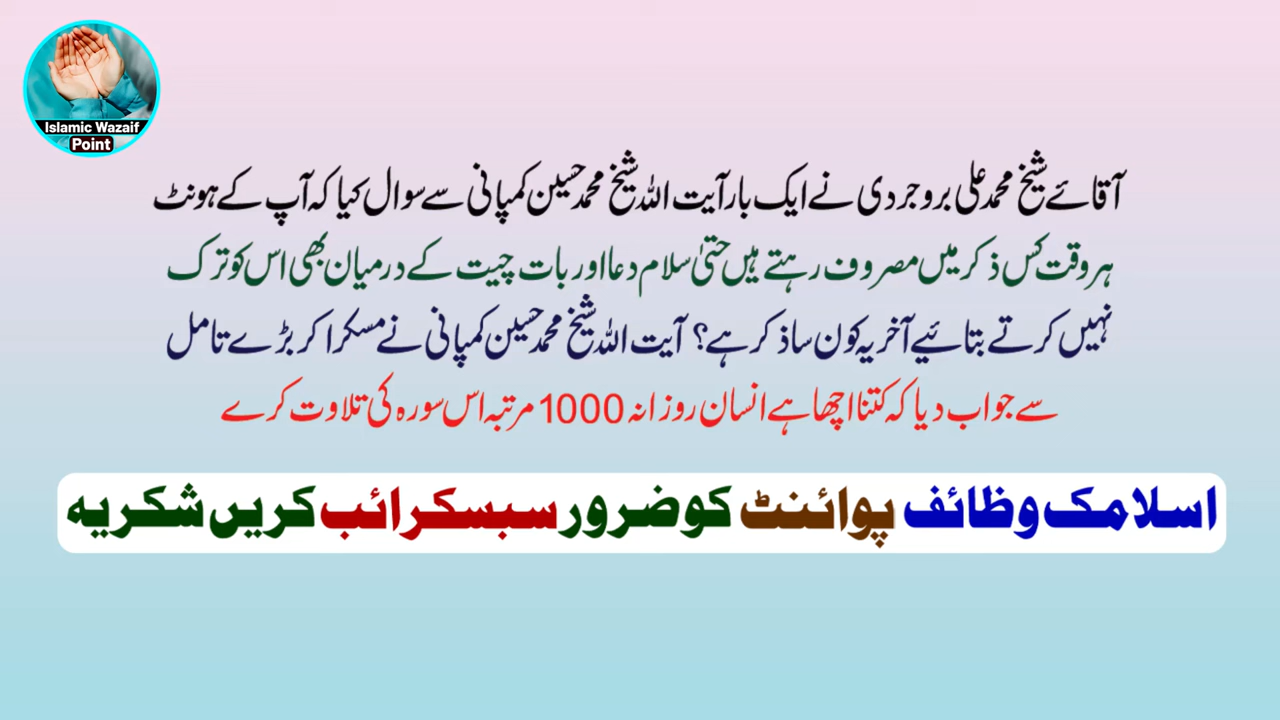 Islamic Wazaif
Point
آقائے شیخ محمد علی بروجردی نے ایک بار آیت اللہ شیخ محمد حسین کمپانی سے سوال کیا کہ آپ کے ہونٹ
ہر وقت کس ذکر میں مصروف رہتے ہیں حتیٰ سلام دعا اور بات چیت کے درمیان بھی اس کو ترک
نہیں کرتے بتائیے آخر یہ کون سا ذکر ہے؟ آیت اللہ شیخ محمد حسین کمپانی نے مسکرا کر بڑے تامل
سے جواب دیا کہ کتنا اچھا ہے انسان روزانہ 1000 مرتبہ اس سورہ کی تلاوت کرے
اسلامک وظائف پوائنٹ کو ضرور سبسکرائب کریں شکریہ